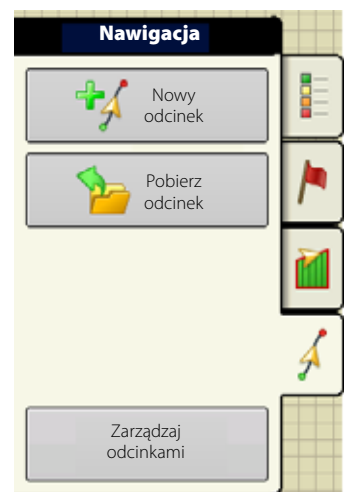 Nawigacja
Nowy
odcinek
Pobierz
odcinek
Zarządzaj
odcinkami